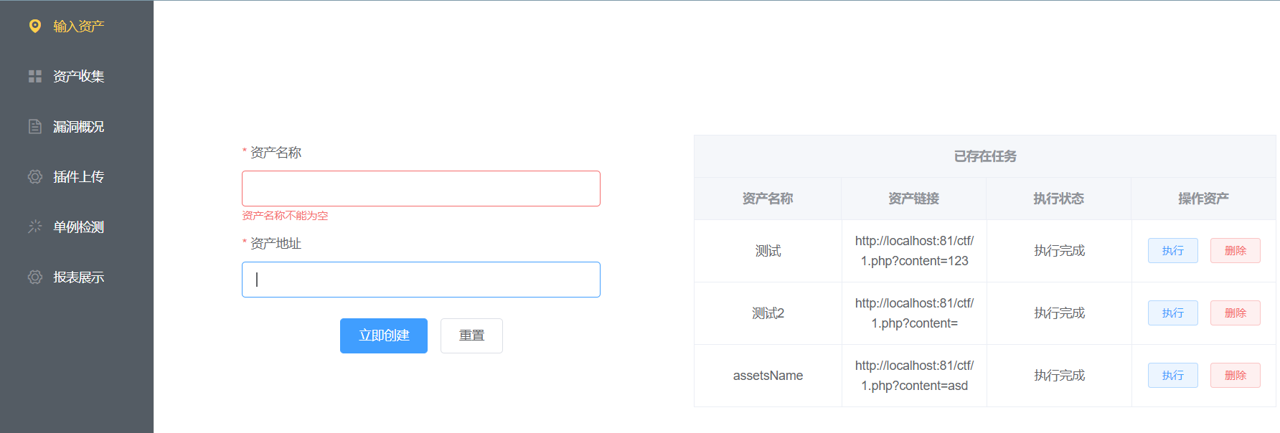 输入资产
资产收集
漏洞概况
插件上传
单例检测
报表展示
* 资产名称
资产名称不能为空
* 资产地址
立即创建 重置
已存在任务
资产名称 资产链接 执行状态 操作资产
测试 http://localhost:81/ctf/ 执行完成 执行 删除
1.php?content=123
测试2 http://localhost:81/ctf/ 执行完成 执行 删除
1.php?content=
assetsName http://localhost:81/ctf/ 执行完成 执行 删除
1.php?content=asd